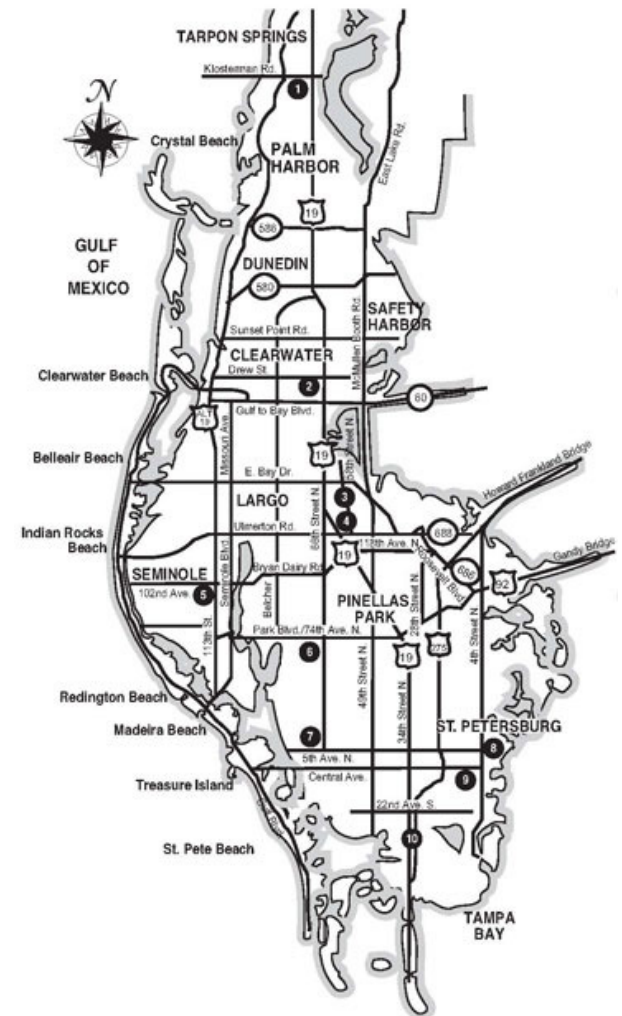 TARPON SPRINGS
Klosterman Rd.
1
N
Crystal Beach
PALM
HARBOR
East Lake Rd.
19
586
GULF
OF
MEXICO
DUNEDIN
580
SAFETY
HARBOR
McMullen Booth Rd.
Sunset Point Rd.
CLEARWATER
Drew St.
Clearwater Beach
2
60
ALT
19
Gulf to Bay Blvd.
Missouri Ave.
19
58th Street N.
Belleair Beach
E. Bay Dr.
Howard Frankland Bridge
LARGO
3
66th Street N.
4
Ulmerton Rd.
688
Indian Rocks
Beach
118th Ave. N.
19
Roosevelt Blvd.
Gandy Bridge
Seminole Blvd.
Bryan Dairy Rd.
686
92
SEMINOLE
102nd Ave.
5
Belcher
PINELLAS
PARK
28th Street N.
4th Street N.
113th St.
Park Blvd./74th Ave. N.
6
19
275
49th Street N.
34th Street N.
Redington Beach
Madeira Beach
ST. PETERSBURG
7
8
5th Ave. N.
Central Ave.
9
Treasure Island
22nd Ave. S.
Gulf Blvd.
10
St. Pete Beach
TAMPA
BAY